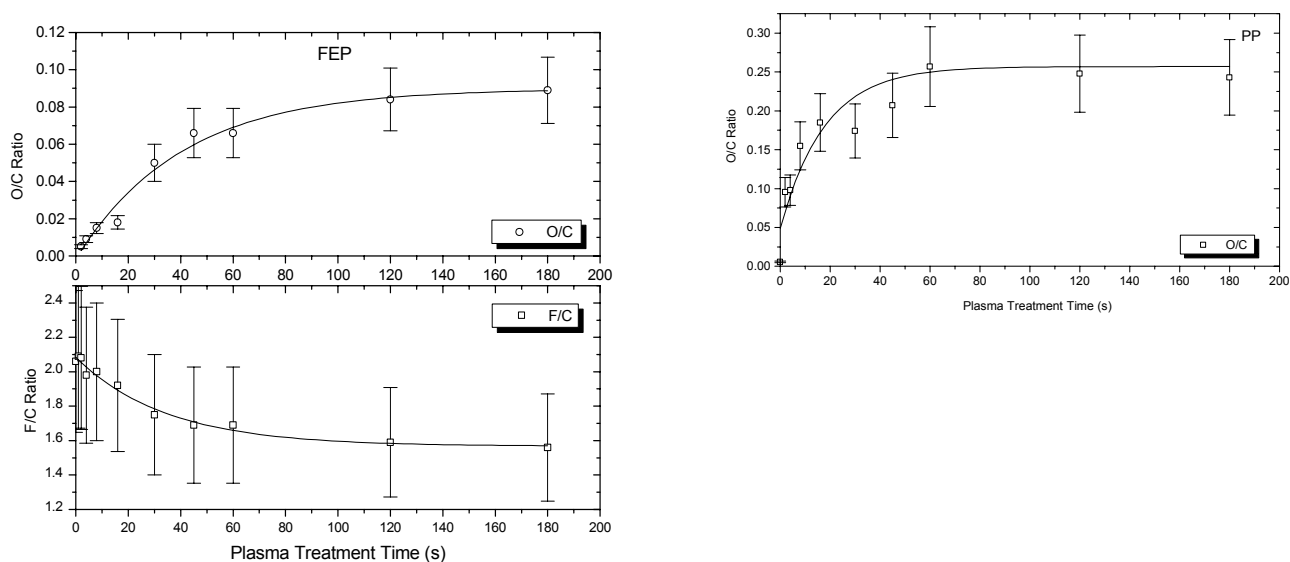 FEP
O/C Ratio
0.12
0.10
0.08
0.06
0.04
0.02
0.00
0 20 40 60 80 100 120 140 160 180 200
O/C
F/C Ratio
2.4
2.2
2.0
1.8
1.6
1.4
1.2
0 20 40 60 80 100 120 140 160 180 200
F/C
Plasma Treatment Time (s)
PP
O/C Ratio
0.30
0.25
0.20
0.15
0.10
0.05
0.00
0 20 40 60 80 100 120 140 160 180 200
O/C
Plasma Treatment Time (s)